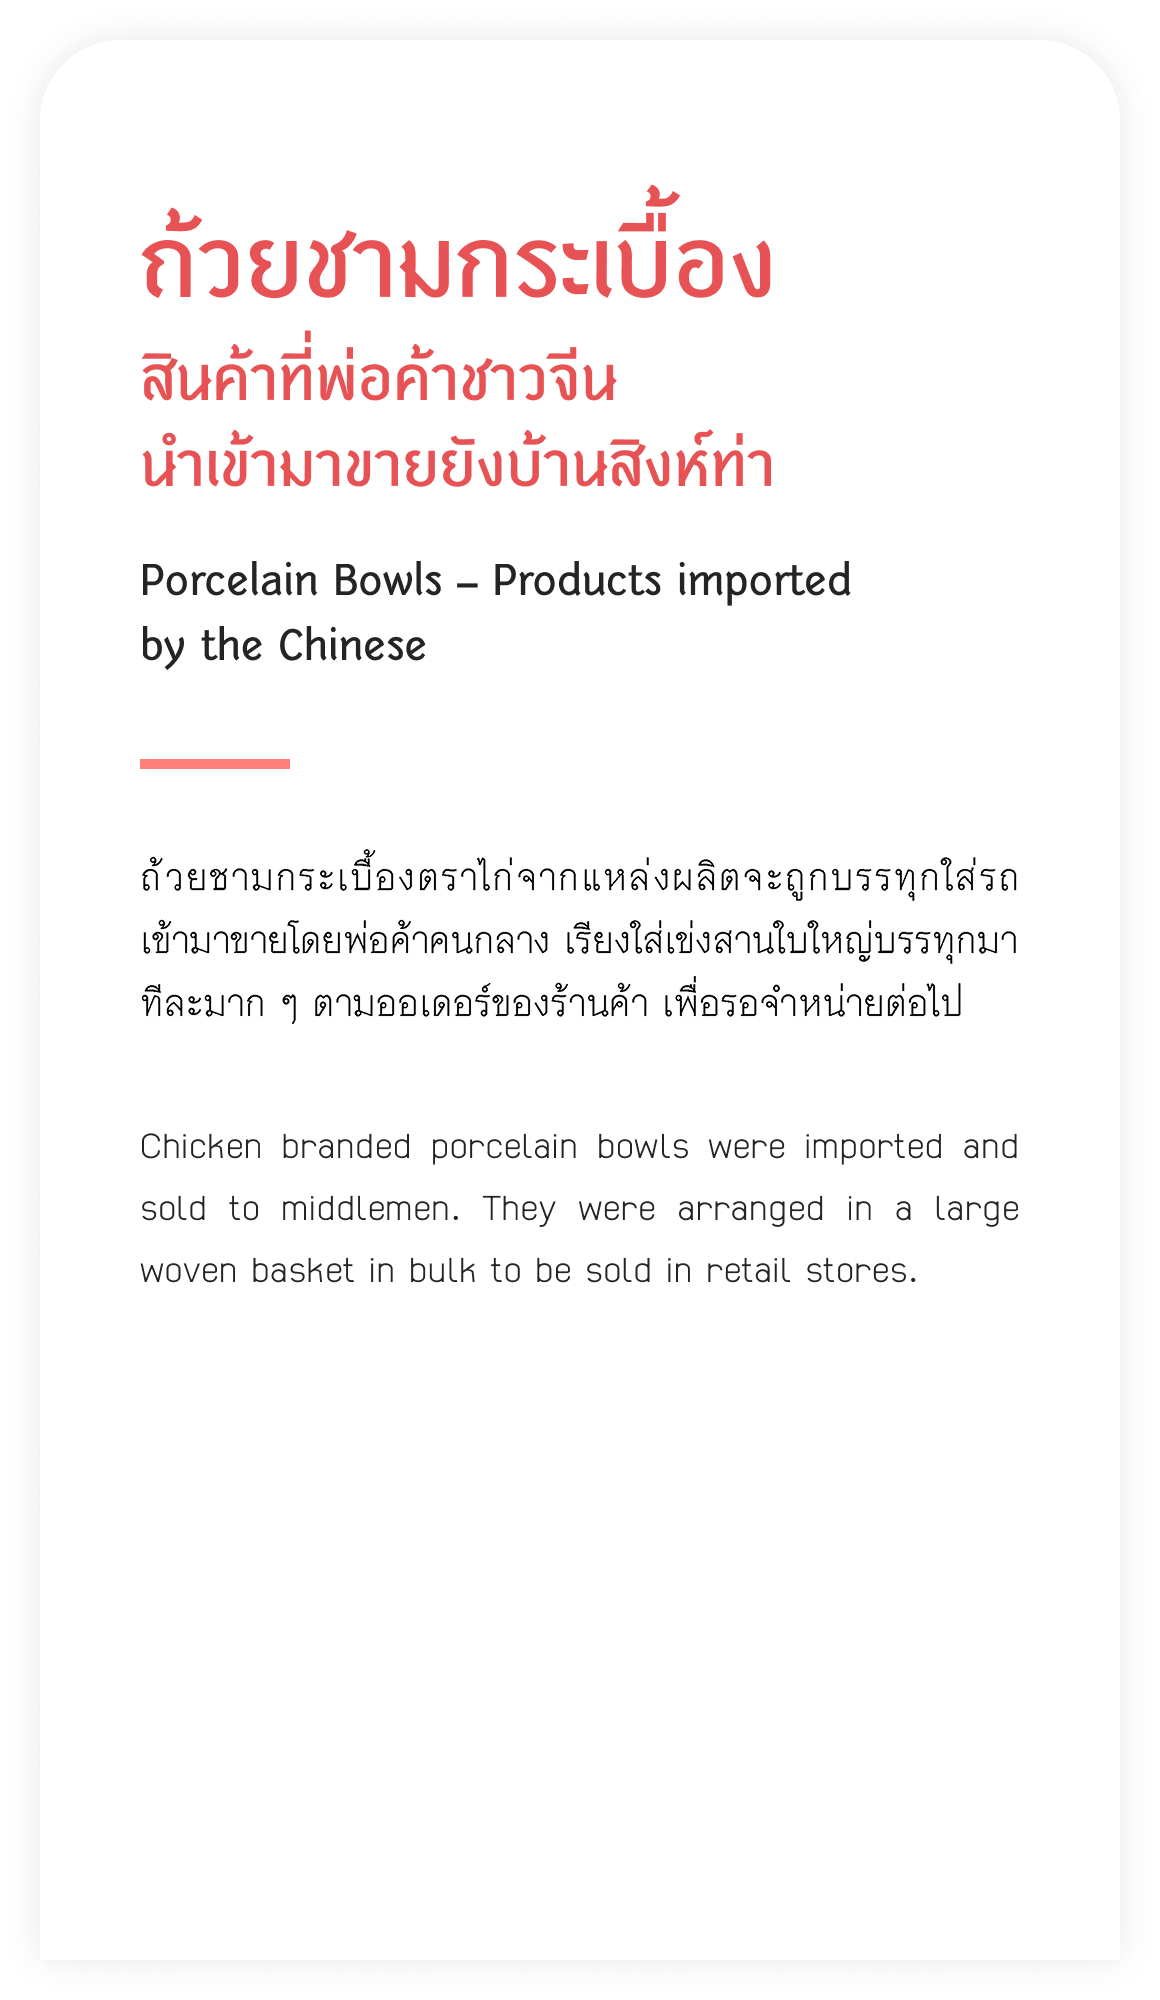 ถ้วยชามกระเบื้อง
สินค้าที่พ่อค้าชาวจีน
นำเข้ามาขายยังบ้านสิงห์ท่า
Porcelain Bowls – Products imported
by the Chinese
ถ้วยชามกระเบื้องตราไก่จากแหล่งผลิตจะถูกบรรทุกใส่รถ
เข้ามาขายโดยพ่อค้าคนกลาง เรียงใส่เข่งสานใบใหญ่บรรทุกมา
ทีละมาก ๆ ตามออเดอร์ของร้านค้า เพื่อรอจำหน่ายต่อไป
Chicken branded porcelain bowls were imported and
sold to middlemen. They were arranged in a large
woven basket in bulk to be sold in retail stores.